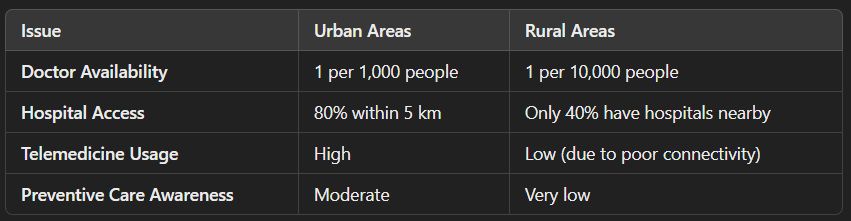 Issue Urban Areas Rural Areas
Doctor Availability 1 per 1,000 people 1 per 10,000 people
Hospital Access 80% within 5 km Only 40% have hospitals nearby
Telemedicine Usage High Low (due to poor connectivity)
Preventive Care Awareness Moderate Very low